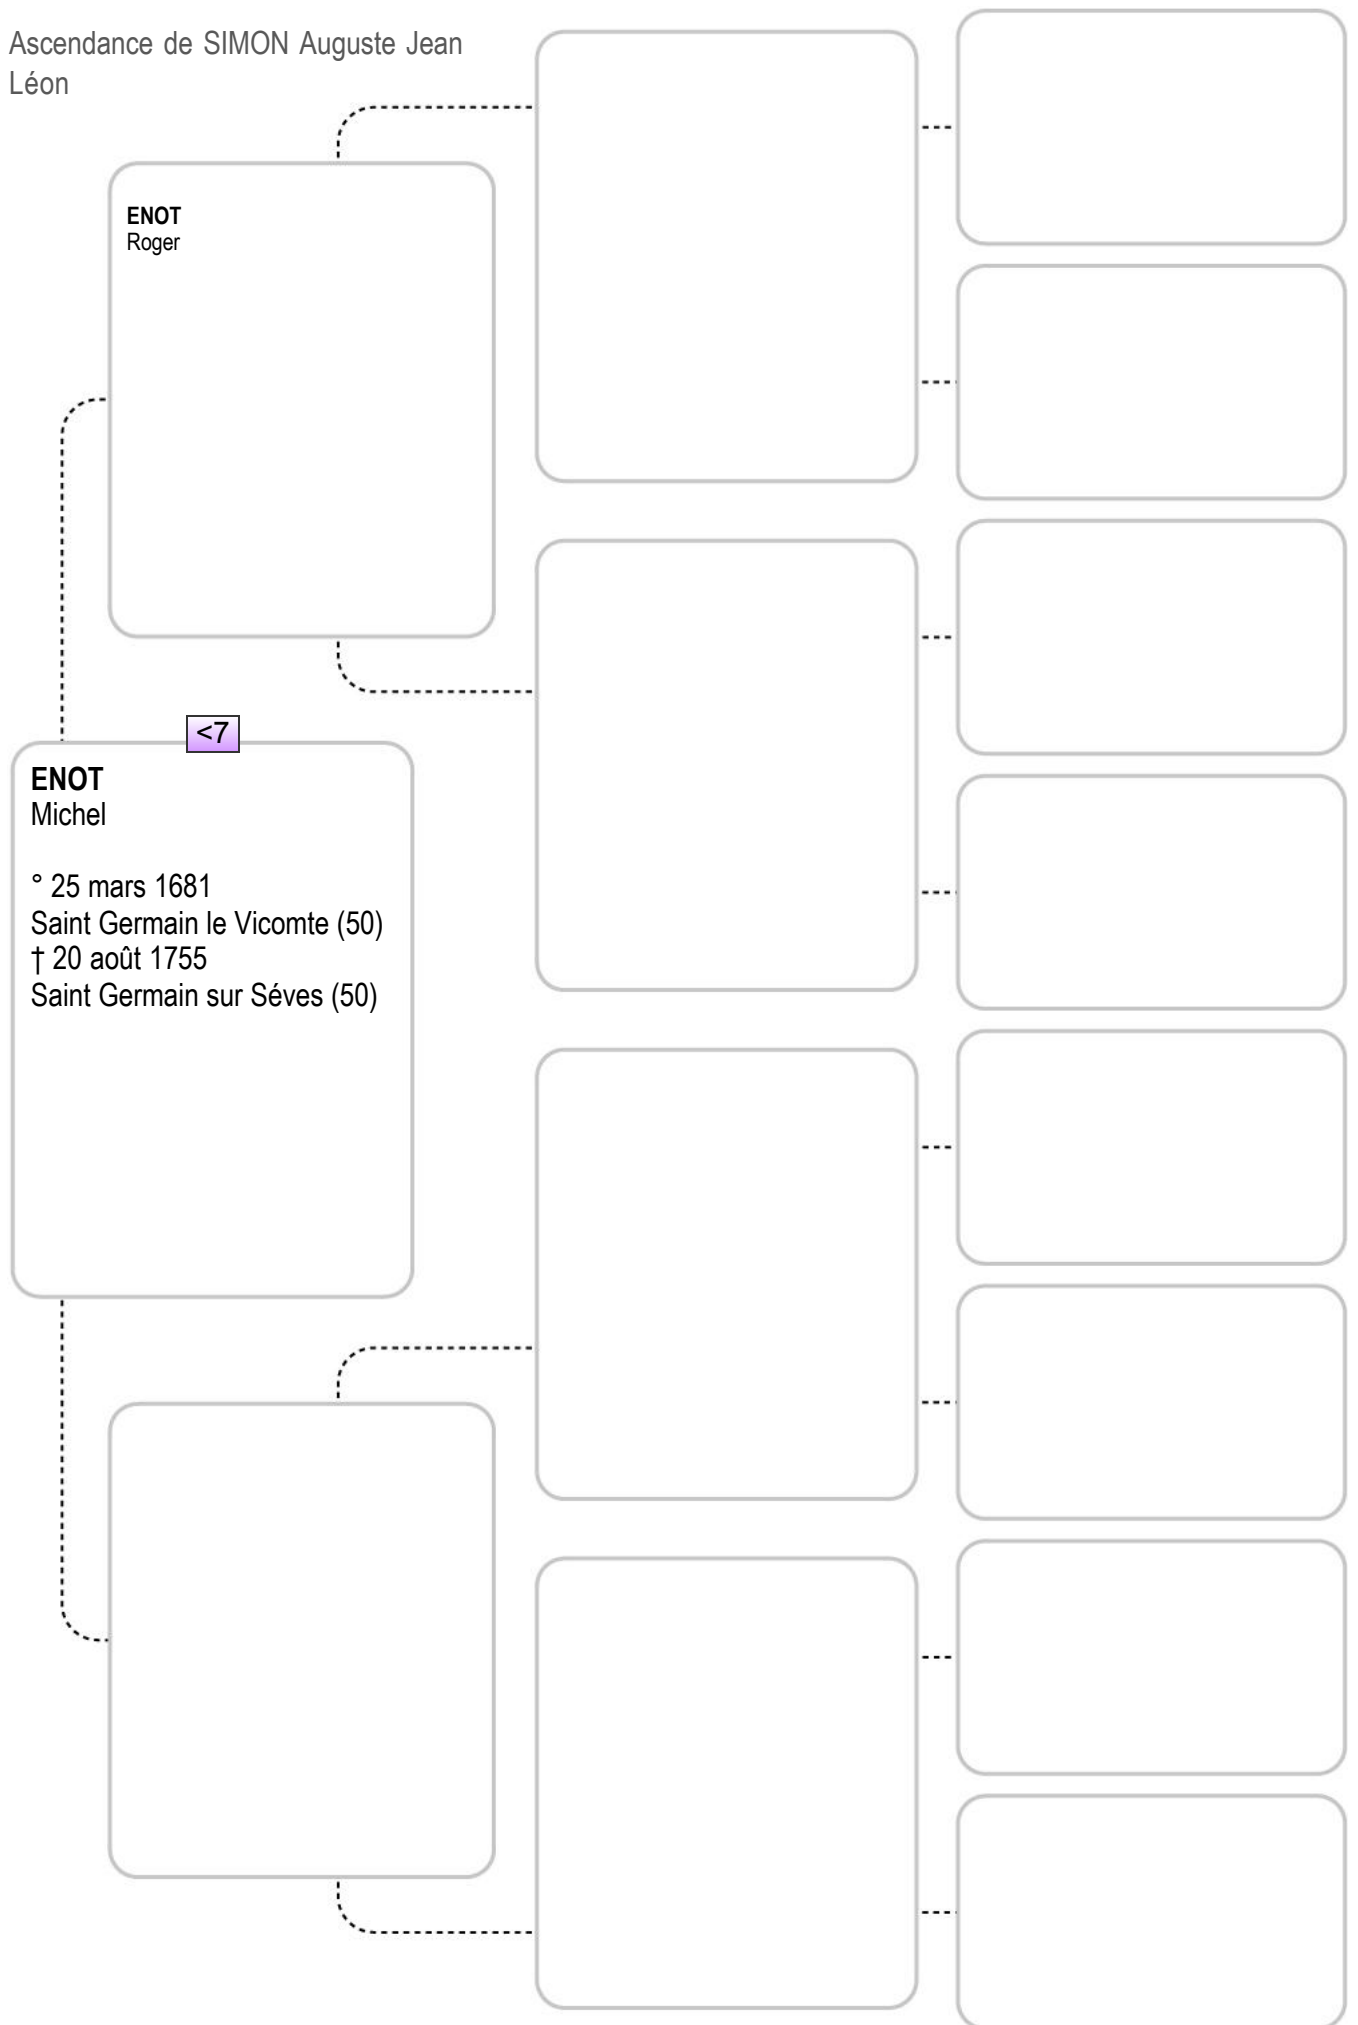 Ascendance de SIMON Auguste Jean
Léon
ENOT
Roger
<7
ENOT
Michel
° 25 mars 1681
Saint Germain le Vicomte (50)
† 20 août 1755
Saint Germain sur Séves (50)